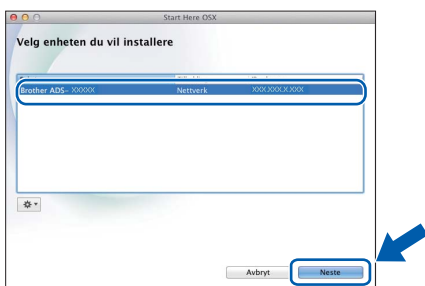 Start Here OSX
Velg enheten du vil installere
Brother ADS- XXXXX Nettverk XXX.XXX.X.XXX
Avbryt Neste